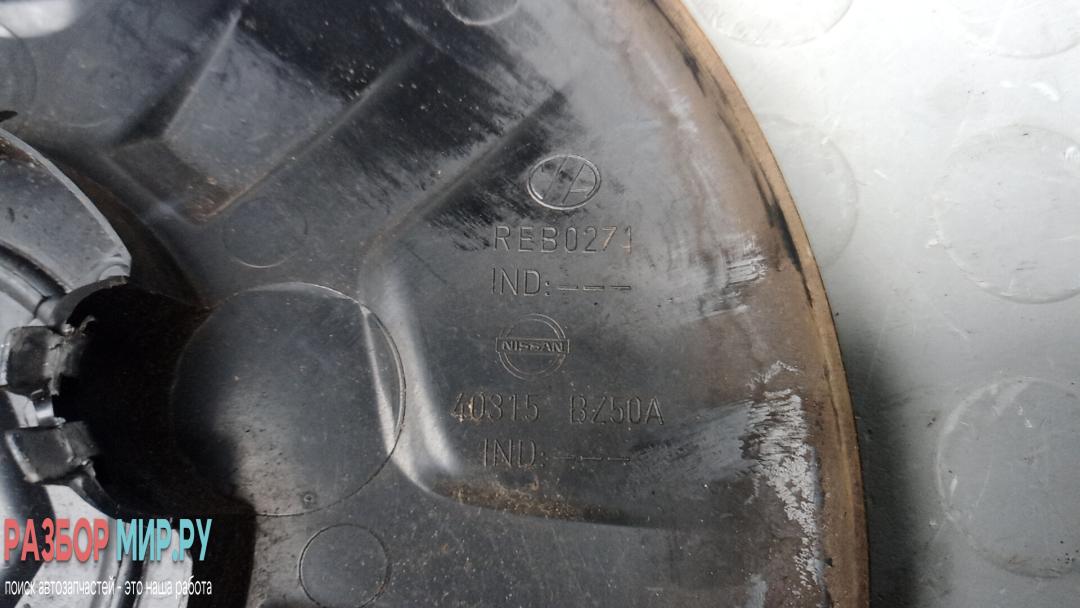 REB0271
IND:---
NISSAN
40315 BZ50A
IND:---
РАЗБОР МИР.РУ
поиск автозапчастей - это наша работа